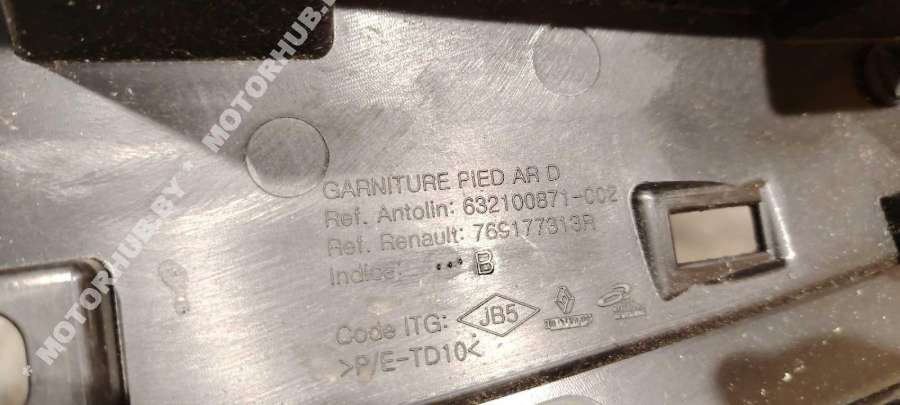 GARNITURE PIED AR D
Ref. Antolin: 632100871-002
Ref. Renault: 769177313R
Indice: ••• B
Code ITG: JB5
>P/E-TD10<
* MOTORHUB.BY * MOTORHUB.BY